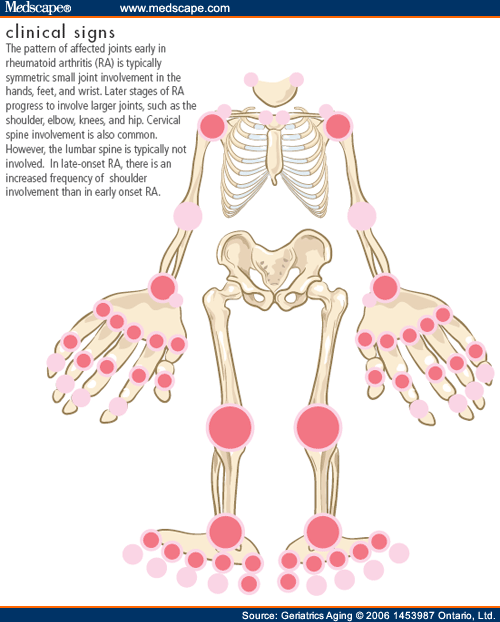 Medscape® www.medscape.com
clinical signs
The pattern of affected joints early in
rheumatoid arthritis (RA) is typically
symmetric small joint involvement in the
hands, feet, and wrist. Later stages of RA
progress to involve larger joints, such as the
shoulder, elbow, knees, and hip. Cervical
spine involvement is also common.
However, the lumbar spine is typically not
involved. In late-onset RA, there is an
increased frequency of shoulder
involvement than in early onset RA.
Source: Geriatrics Aging © 2006 1453987 Ontario, Ltd.